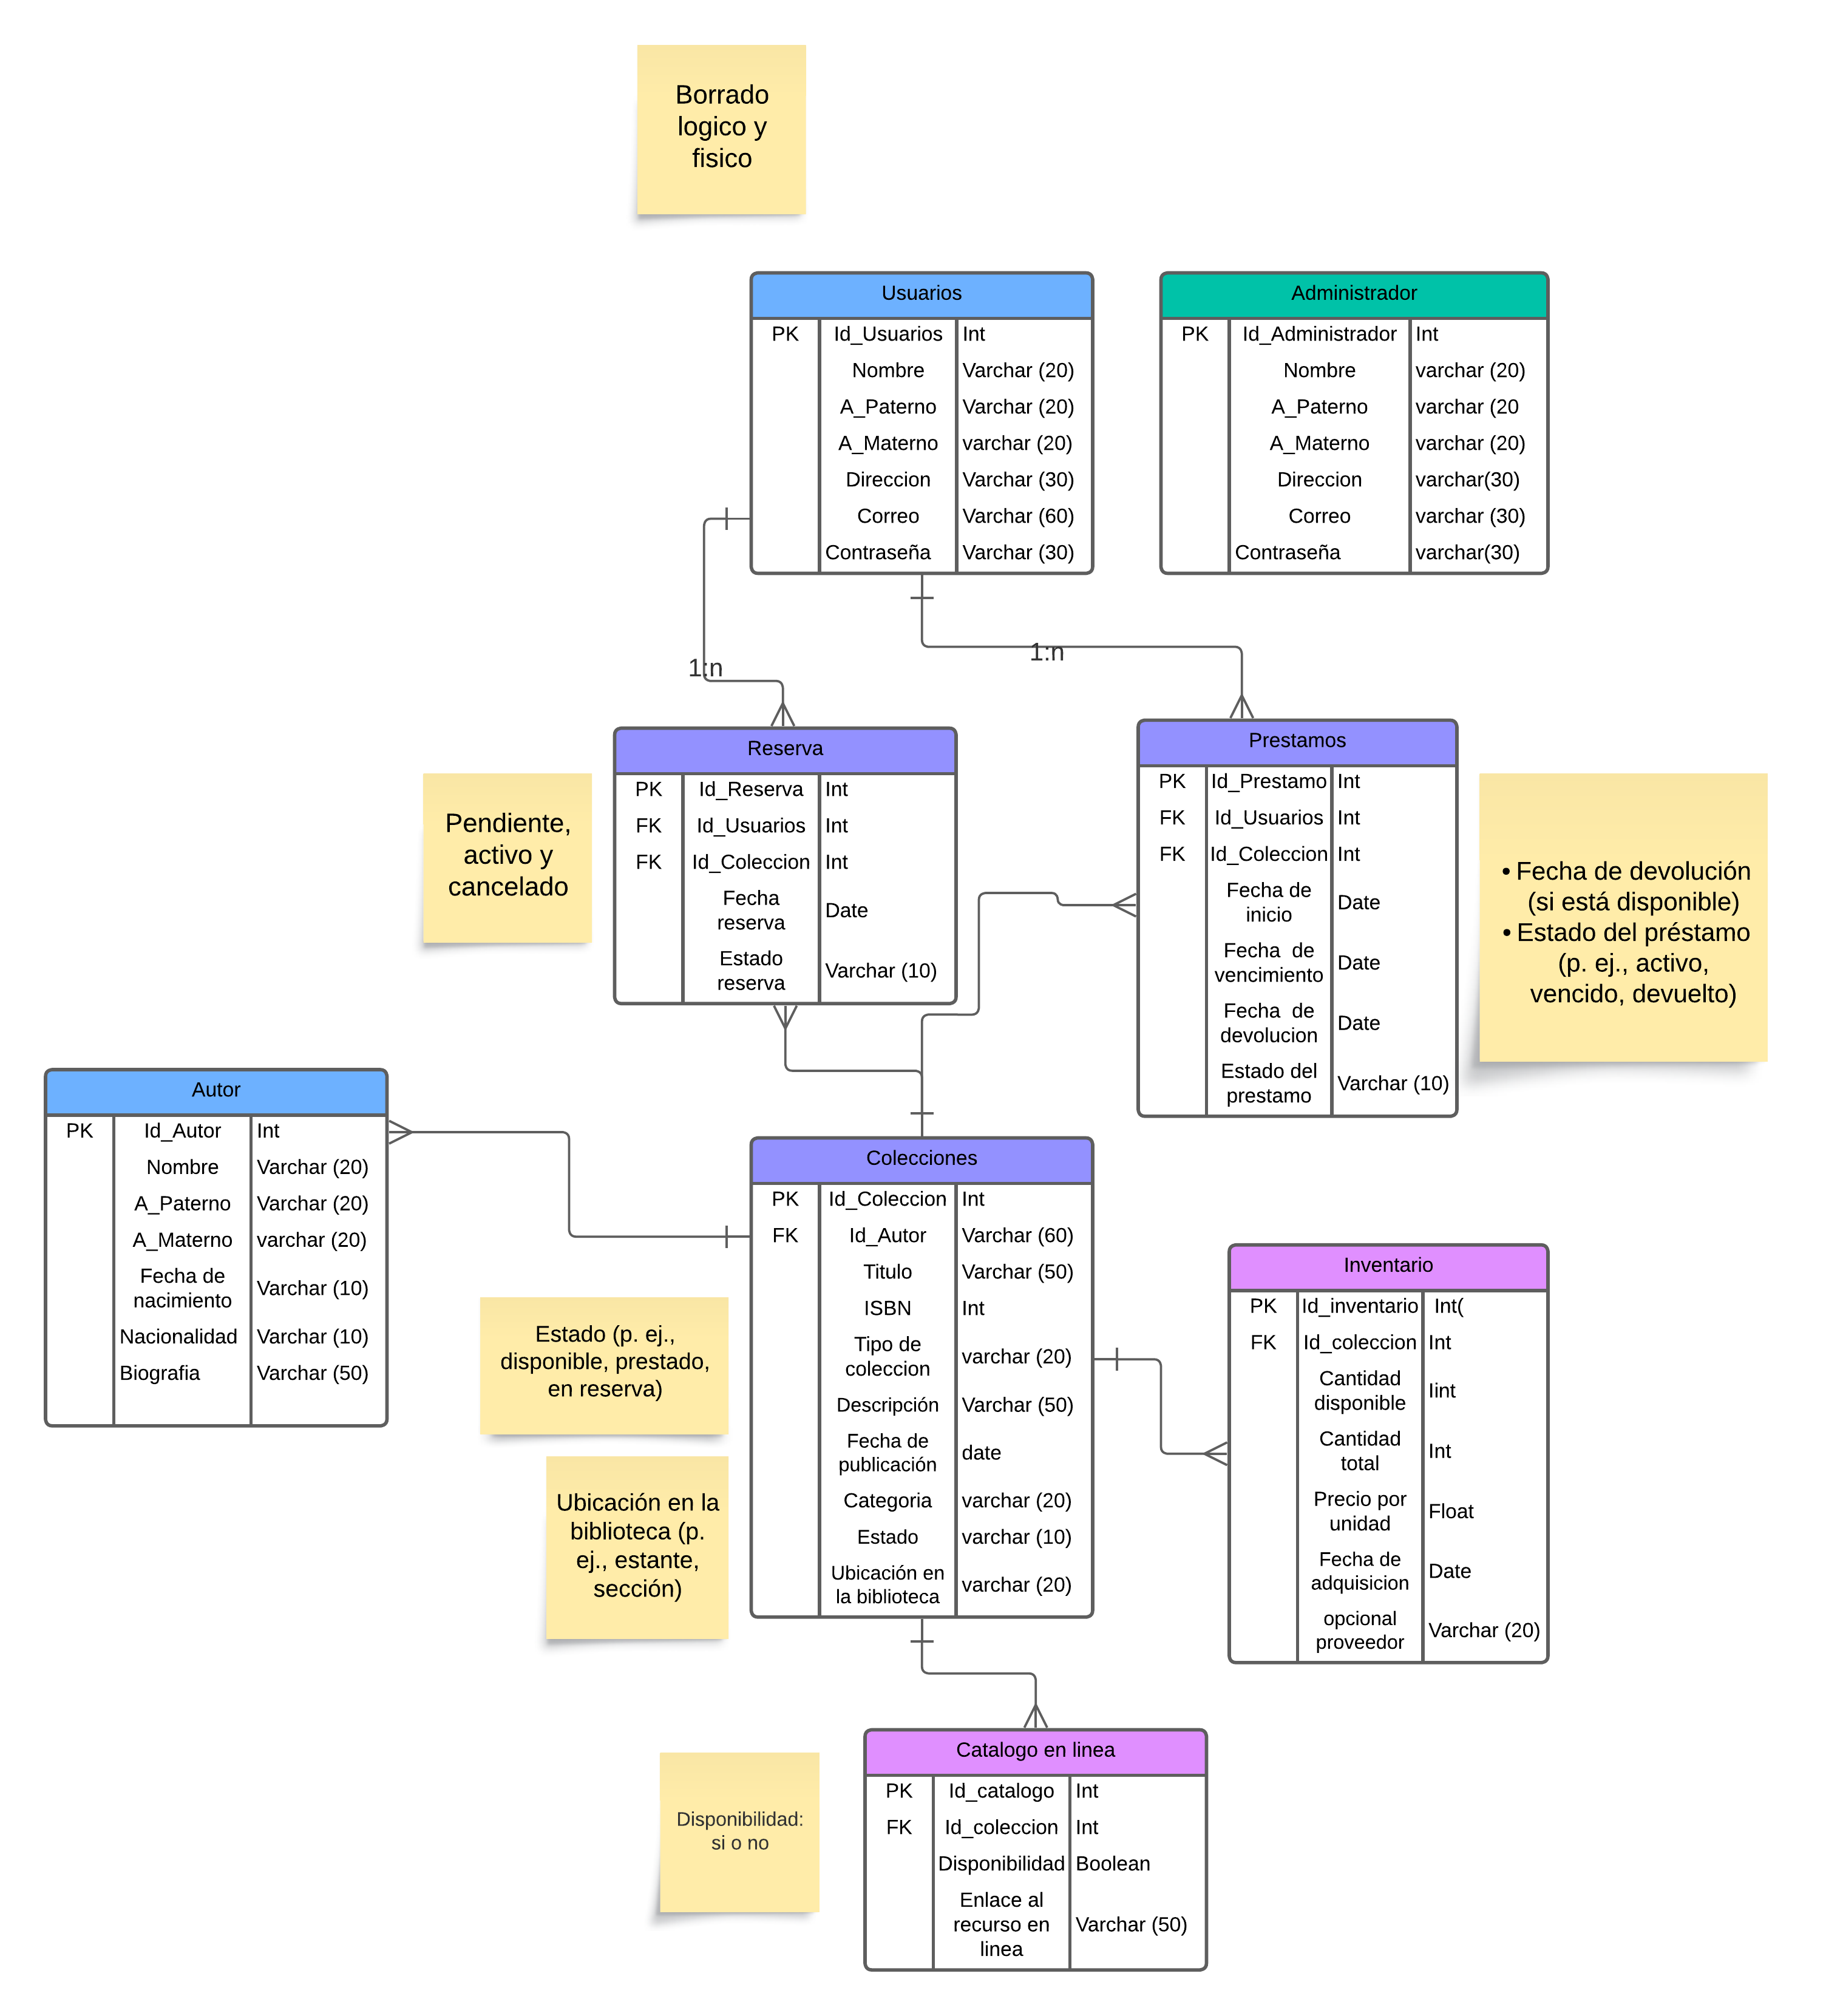 Borrado
logico y
fisico
Usuarios
PK Id_Usuarios Int
Nombre Varchar (20)
A_Paterno Varchar (20)
A_Materno varchar (20)
Direccion Varchar (30)
Correo Varchar (60)
Contraseña Varchar (30)
Administrador
PK Id_Administrador Int
Nombre varchar (20)
A_Paterno varchar (20
A_Materno varchar (20)
Direccion varchar(30)
Correo varchar (30)
Contraseña varchar(30)
1:n
1:n
Pendiente,
activo y
cancelado
Reserva
PK Id_Reserva Int
FK Id_Usuarios Int
FK Id_Coleccion Int
Fecha
reserva Date
Estado
reserva Varchar (10)
Prestamos
PK Id_Prestamo Int
FK Id_Usuarios Int
FK Id_Coleccion Int
Fecha de
inicio Date
Fecha de
vencimiento Date
Fecha de
devolucion Date
Estado del
prestamo Varchar (10)
• Fecha de devolución
(si está disponible)
• Estado del préstamo
(p. ej., activo,
vencido, devuelto)
Autor
PK Id_Autor Int
Nombre Varchar (20)
A_Paterno Varchar (20)
A_Materno varchar (20)
Fecha de
nacimiento Varchar (10)
Nacionalidad Varchar (10)
Biografia Varchar (50)
Estado (p. ej.,
disponible, prestado,
en reserva)
Ubicación en la
biblioteca (p.
ej., estante,
sección)
Colecciones
PK Id_Coleccion Int
FK Id_Autor Varchar (60)
Titulo Varchar (50)
ISBN Int
Tipo de
coleccion varchar (20)
Descripción Varchar (50)
Fecha de
publicación date
Categoria varchar (20)
Estado varchar (10)
Ubicación en
la biblioteca varchar (20)
Inventario
PK Id_inventario Int(
FK Id_coleccion Int
Cantidad
disponible Iint
Cantidad
total Int
Precio por
unidad Float
Fecha de
adquisicion Date
opcional
proveedor Varchar (20)
Disponibilidad:
si o no
Catalogo en linea
PK Id_catalogo Int
FK Id_coleccion Int
Disponibilidad Boolean
Enlace al
recurso en
linea Varchar (50)